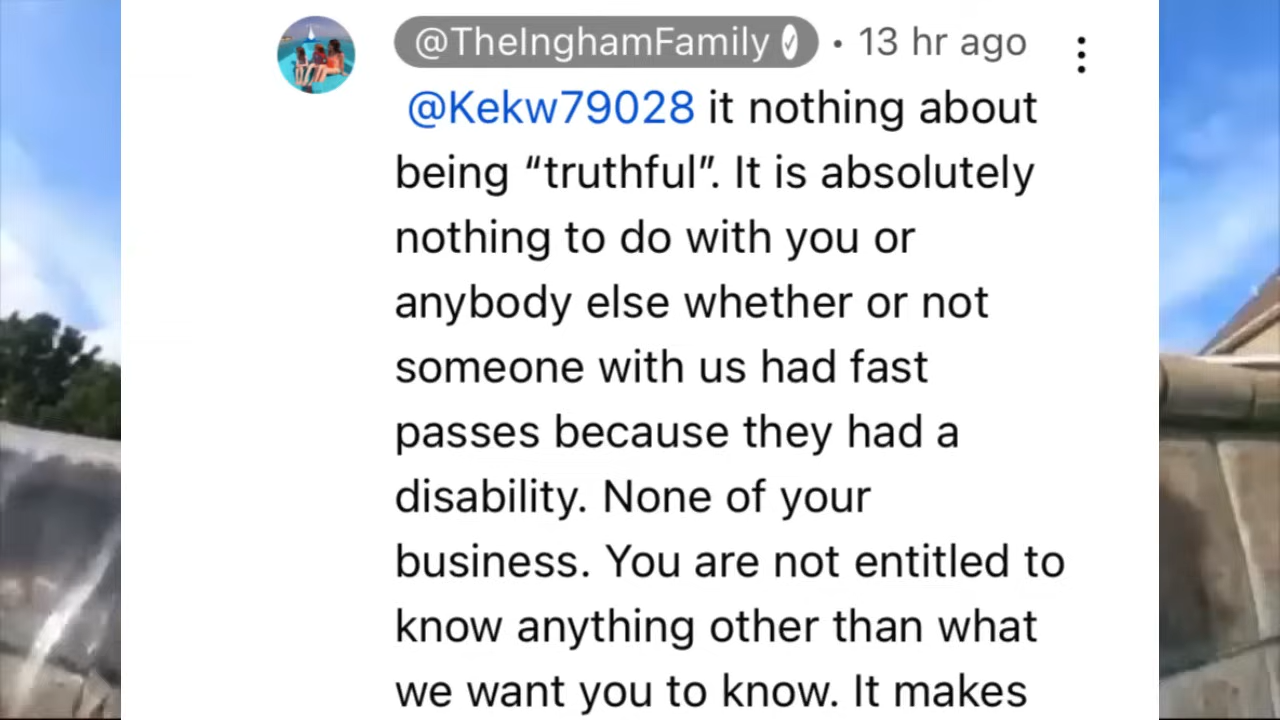 @TheInghamFamily • 13 hr ago
@Kekw79028 it nothing about
being “truthful”. It is absolutely
nothing to do with you or
anybody else whether or not
someone with us had fast
passes because they had a
disability. None of your
business. You are not entitled to
know anything other than what
we want you to know. It makes